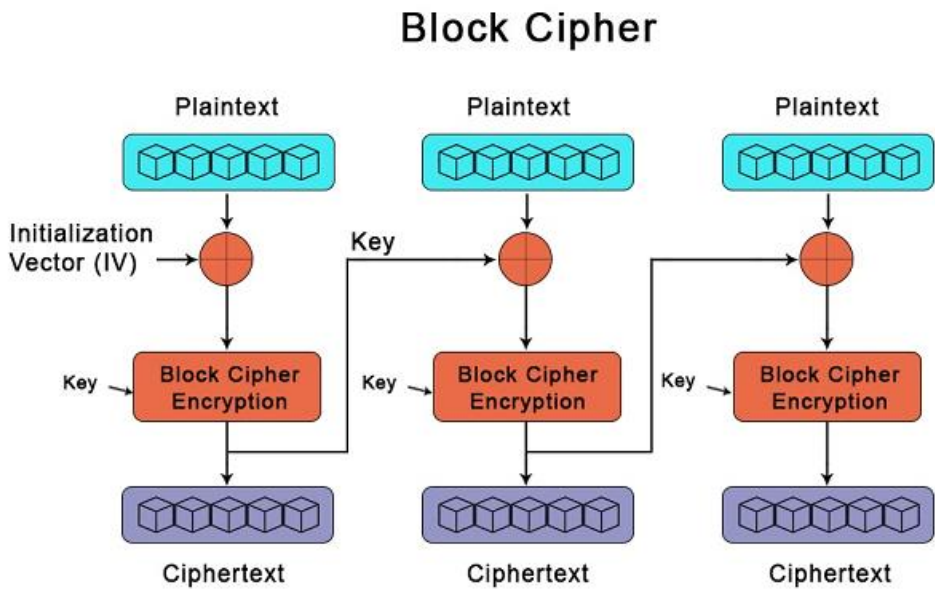 Block Cipher
Plaintext
Plaintext
Plaintext
Initialization
Vector (IV)
Key
Key
Block Cipher
Encryption
Key
Block Cipher
Encryption
Key
Block Cipher
Encryption
Ciphertext
Ciphertext
Ciphertext